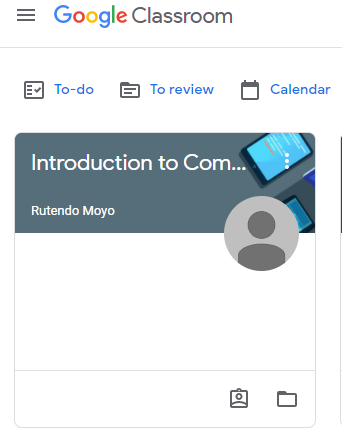 Google Classroom
To-do To review Calendar
Introduction to Com...
Rutendo Moyo